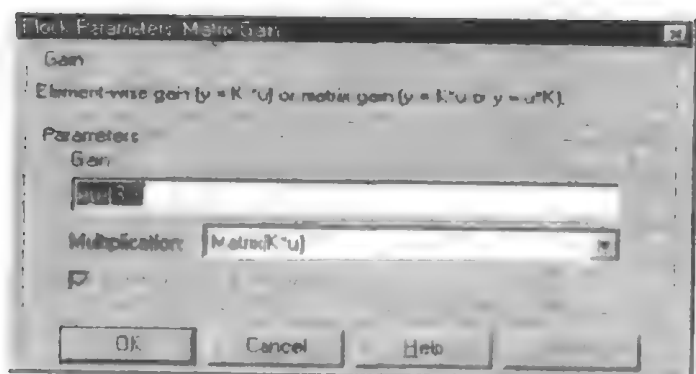 Block Parameters: Matrix Gain
Gain
Element-wise gain (y = K.*u) or matrix gain (y = K*u or y = u*K).
Parameters
Gain
Multiplication: Matrix(K*u)
OK Cancel Help